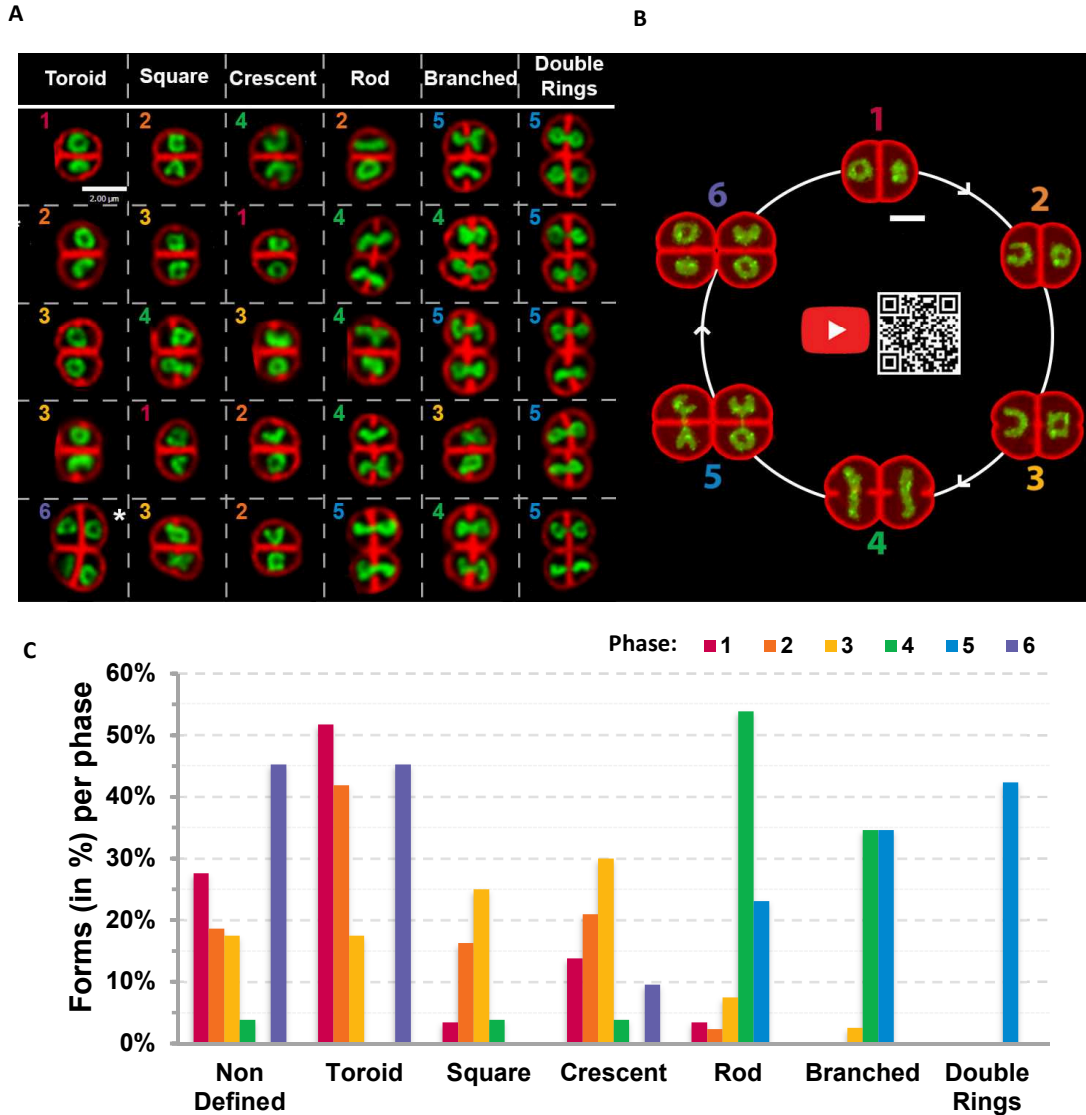 A
B
Toroid Square Crescent Rod Branched Double Rings
1 2 4 2 5 5
2.00 µm
2 3 1 4 4 5
3 4 3 4 5 5
3 1 2 4 3 5
6 * 3 2 5 4 5
1
6
2
5
3
4
C
Phase: 1 2 3 4 5 6
Forms (in %) per phase
60%
50%
40%
30%
20%
10%
0%
Non Defined Toroid Square Crescent Rod Branched Double Rings